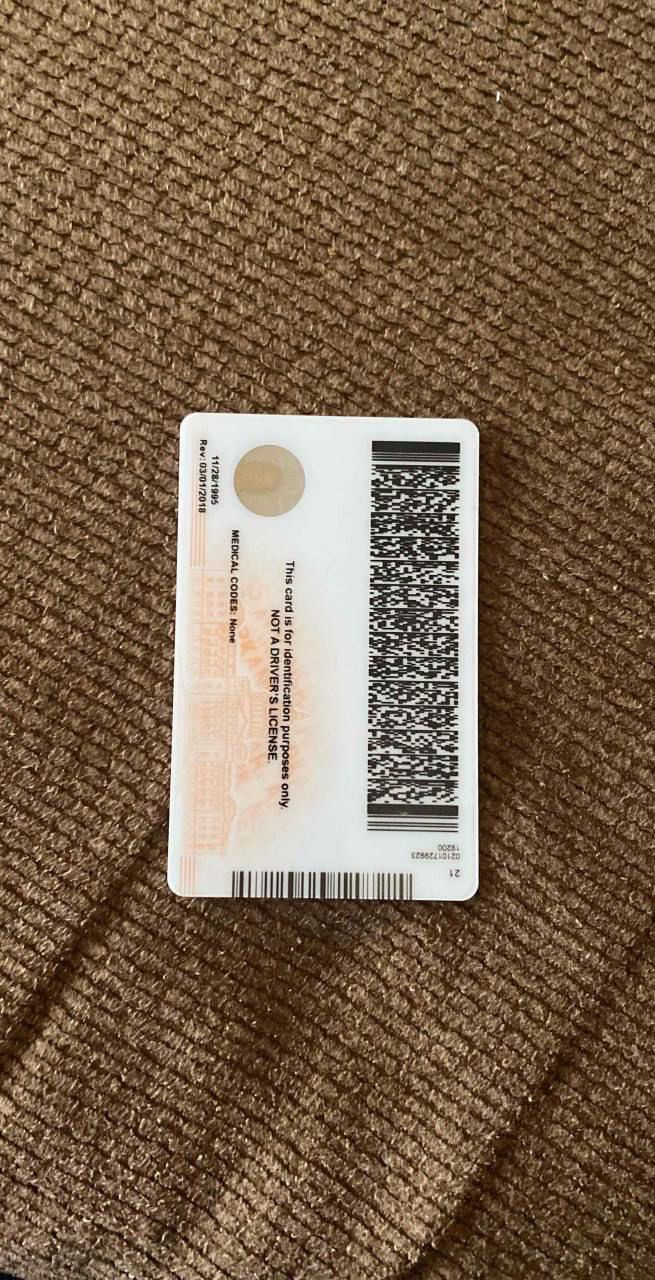 This card is for identification purposes only.
NOT A DRIVER'S LICENSE.
MEDICAL CODES: None
11/28/1995
Rev: 03/01/2018
21
02101729923
19200